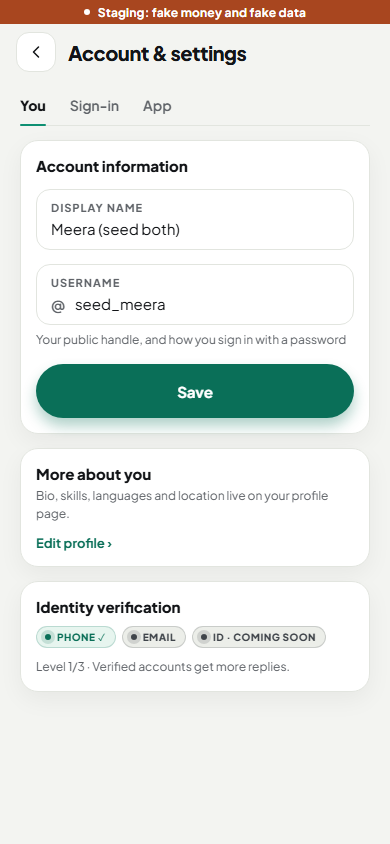 Staging: fake money and fake data
Account & settings
You Sign-in App
Account information
DISPLAY NAME
Meera (seed both)
USERNAME
@ seed_meera
Your public handle, and how you sign in with a password
Save
More about you
Bio, skills, languages and location live on your profile
page.
Edit profile ›
Identity verification
PHONE ✓ EMAIL ID · COMING SOON
Level 1/3 · Verified accounts get more replies.